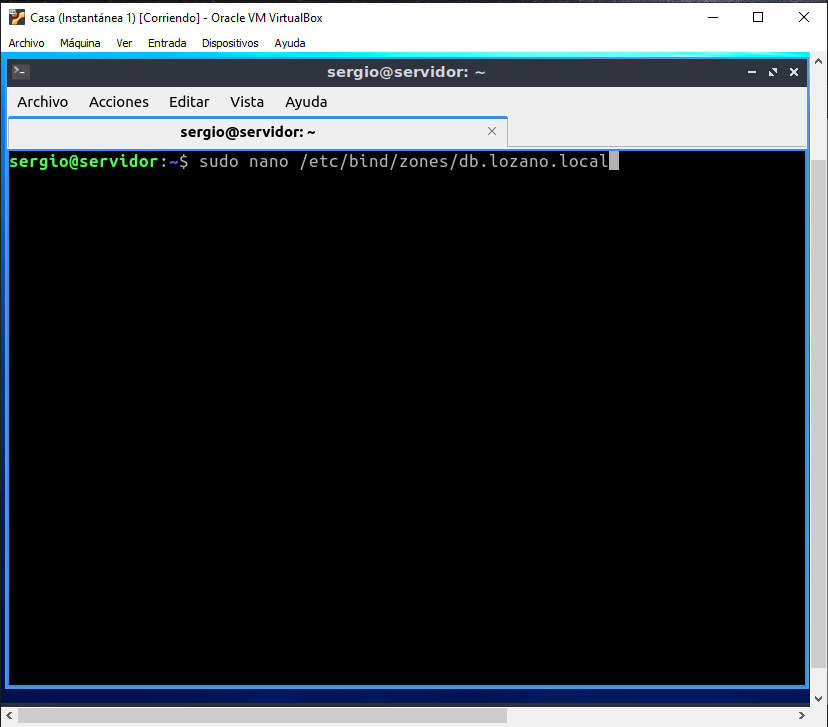 Casa (Instantánea 1) [Corriendo] - Oracle VM VirtualBox
Archivo Máquina Ver Entrada Dispositivos Ayuda
sergio@servidor: ~
Archivo Acciones Editar Vista Ayuda
sergio@servidor: ~
sergio@servidor:~$ sudo nano /etc/bind/zones/db.lozano.local